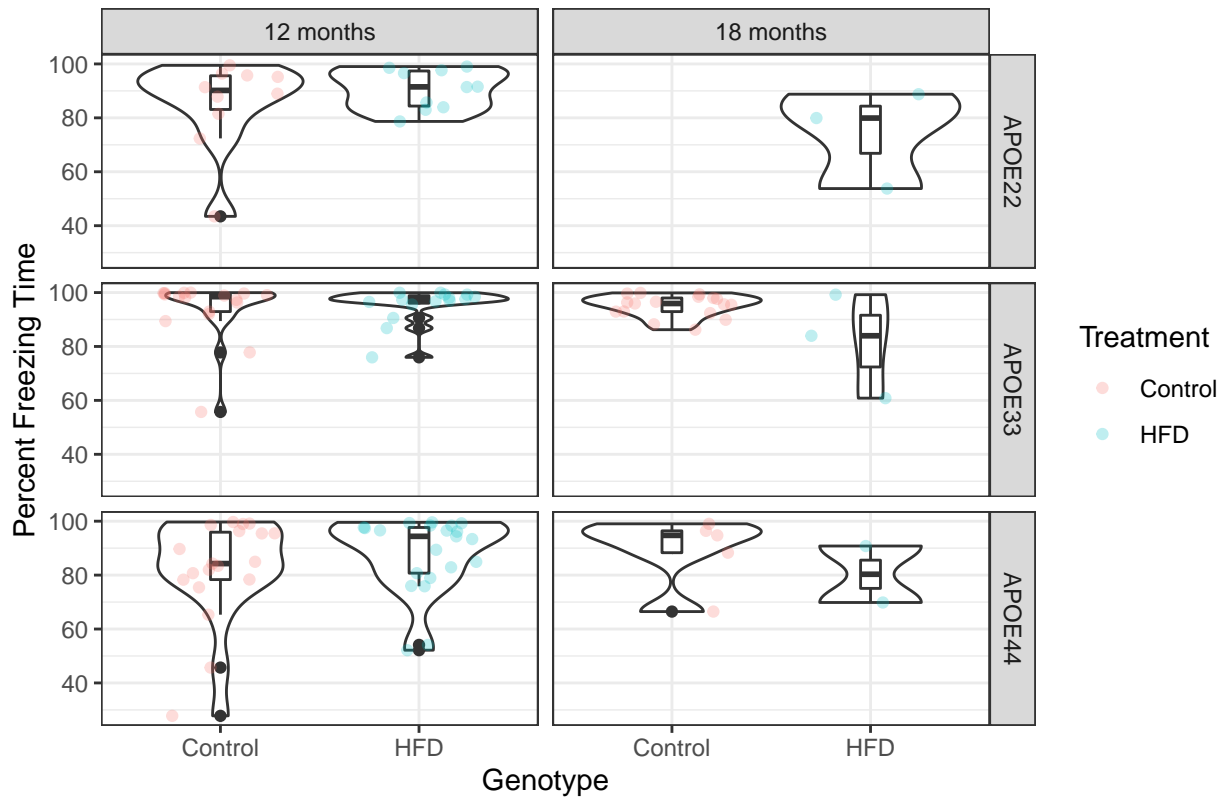 12 months
18 months
Percent Freezing Time
100
80
60
40
APOE22
100
80
60
40
APOE33
100
80
60
40
APOE44
Control
HFD
Control
HFD
Genotype
Treatment
Control
HFD